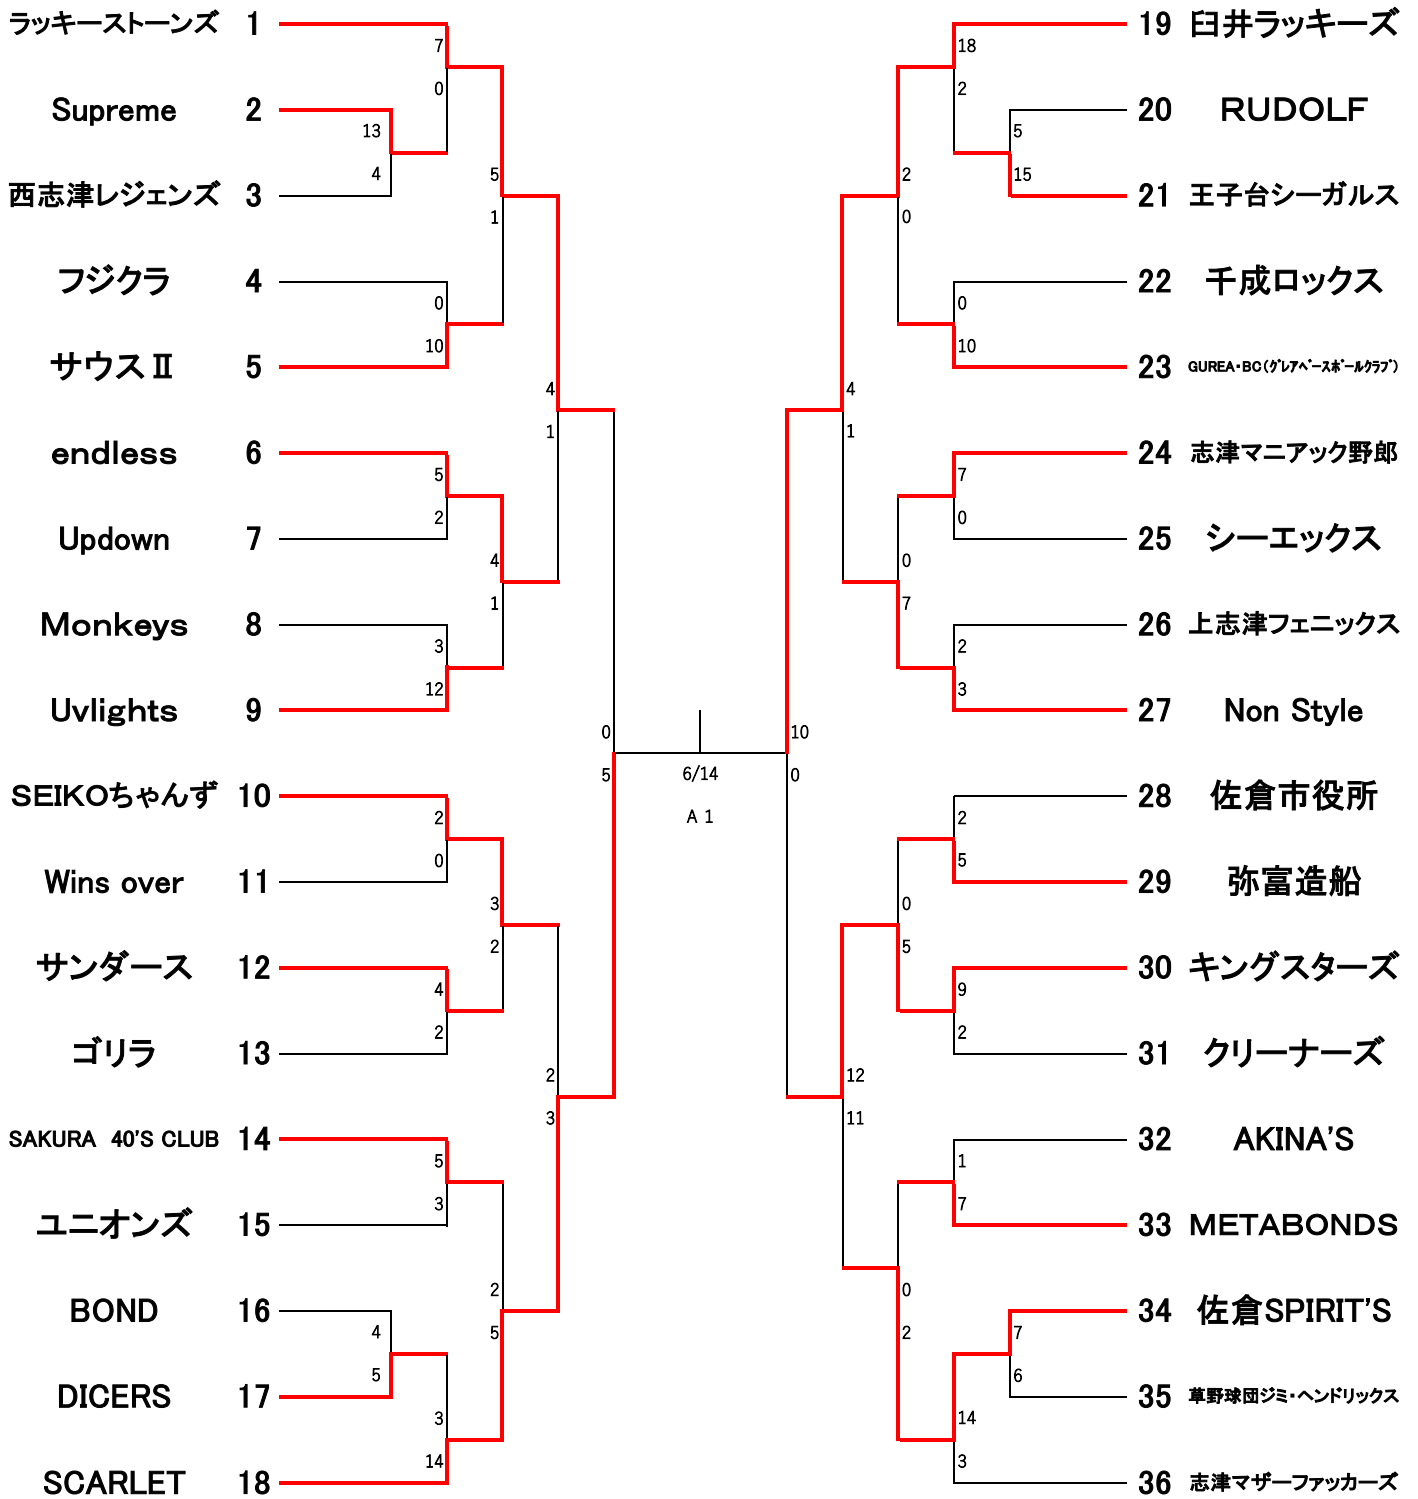 ラッキーストーンズ 1
Supreme 2
西志津レジェンズ 3
フジクラ 4
サウスⅡ 5
endless 6
Updown 7
Monkeys 8
Uvlights 9
SEIKOちゃんず 10
Wins over 11
サンダース 12
ゴリラ 13
SAKURA 40'S CLUB 14
ユニオンズ 15
BOND 16
DICERS 17
SCARLET 18
7
0
13
4
5
1
0
10
4
1
5
2
4
1
3
12
0
5
2
0
3
2
4
2
2
3
5
3
2
5
4
5
3
14
6/14
A 1
18
2
5
15
2
0
0
10
4
1
7
0
0
7
2
3
10
0
2
5
0
5
9
2
12
11
1
7
0
2
7
6
14
3
19 臼井ラッキーズ
20 RUDOLF
21 王子台シーガルス
22 千成ロックス
23 GUREA・BC(グレアベースボールクラブ)
24 志津マニアック野郎
25 シーエックス
26 上志津フェニックス
27 Non Style
28 佐倉市役所
29 弥富造船
30 キングスターズ
31 クリーナーズ
32 AKINA'S
33 METABONDS
34 佐倉SPIRIT'S
35 草野球団ジミ・ヘンドリックス
36 志津マザーファッカーズ